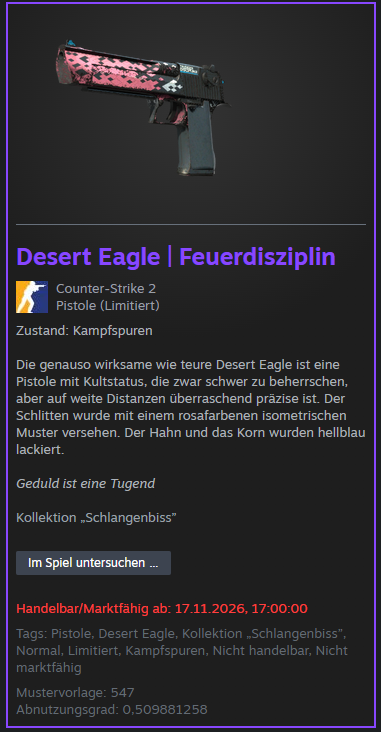 Desert Eagle | Feuerdisziplin
Counter-Strike 2
Pistole (Limitiert)
Zustand: Kampfspuren
Die genauso wirksame wie teure Desert Eagle ist eine
Pistole mit Kultstatus, die zwar schwer zu beherrschen,
aber auf weite Distanzen überraschend präzise ist. Der
Schlitten wurde mit einem rosafarbenen isometrischen
Muster versehen. Der Hahn und das Korn wurden hellblau
lackiert.
Geduld ist eine Tugend
Kollektion „Schlangenbiss”
Im Spiel untersuchen ...
Handelbar/Marktfähig ab: 17.11.2026, 17:00:00
Tags: Pistole, Desert Eagle, Kollektion „Schlangenbiss”,
Normal, Limitiert, Kampfspuren, Nicht handelbar, Nicht
marktfähig
Mustervorlage: 547
Abnutzungsgrad: 0,509881258